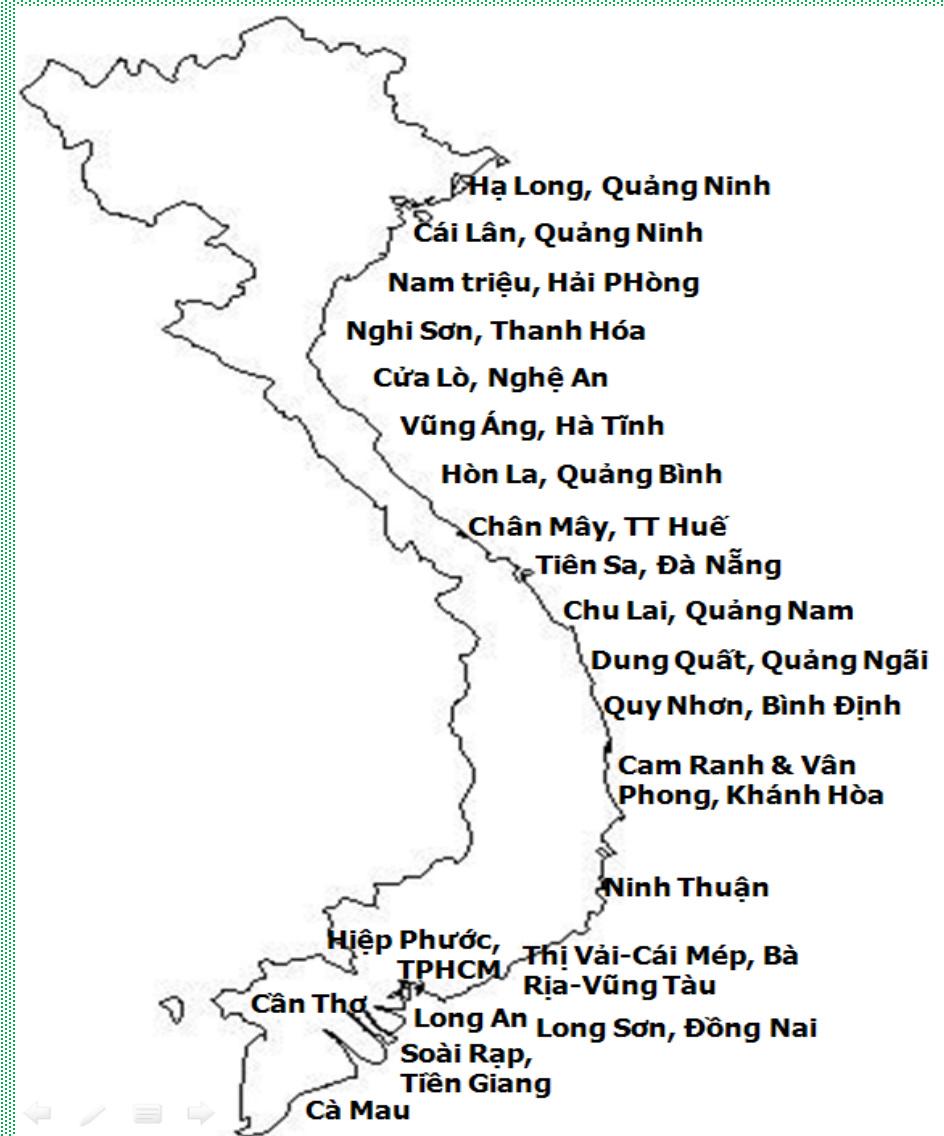 Hạ Long, Quảng Ninh
Cái Lân, Quảng Ninh
Nam triệu, Hải PHòng
Nghi Sơn, Thanh Hóa
Cửa Lò, Nghệ An
Vũng Áng, Hà Tĩnh
Hòn La, Quảng Bình
Chân Mây, TT Huế
Tiên Sa, Đà Nẵng
Chu Lai, Quảng Nam
Dung Quất, Quảng Ngãi
Quy Nhơn, Bình Định
Cam Ranh & Vân
Phong, Khánh Hòa
Ninh Thuận
Hiệp Phước,
TPHCM
Thị Vải-Cái Mép, Bà
Rịa-Vũng Tàu
Cần Thơ
Long An
Long Sơn, Đồng Nai
Soài Rạp,
Tiền Giang
Cà Mau